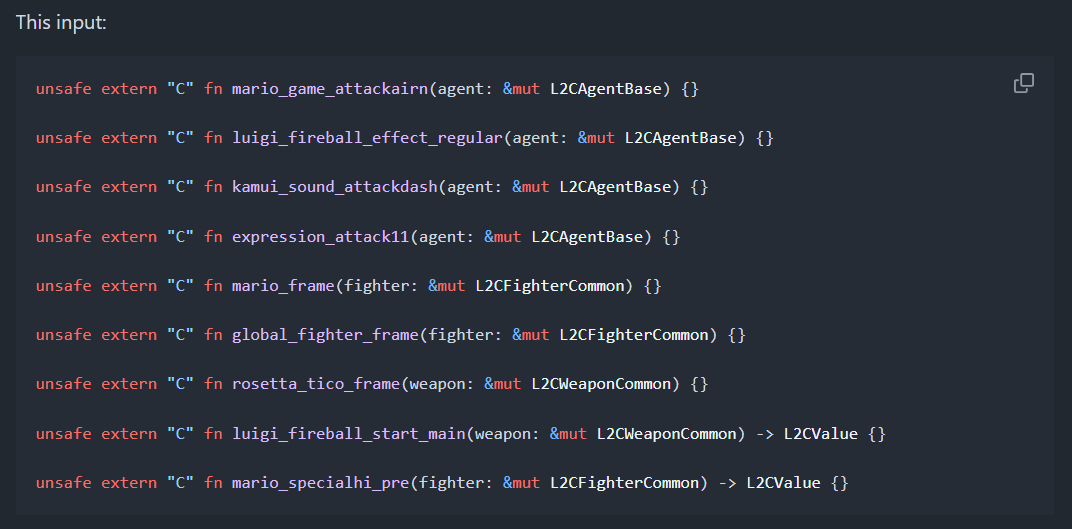 This input:
unsafe extern "C" fn mario_game_attackairn(agent: &mut L2CAgentBase) {}
unsafe extern "C" fn luigi_fireball_effect_regular(agent: &mut L2CAgentBase) {}
unsafe extern "C" fn kamui_sound_attackdash(agent: &mut L2CAgentBase) {}
unsafe extern "C" fn expression_attack11(agent: &mut L2CAgentBase) {}
unsafe extern "C" fn mario_frame(fighter: &mut L2CFighterCommon) {}
unsafe extern "C" fn global_fighter_frame(fighter: &mut L2CFighterCommon) {}
unsafe extern "C" fn rosetta_tico_frame(weapon: &mut L2CWeaponCommon) {}
unsafe extern "C" fn luigi_fireball_start_main(weapon: &mut L2CWeaponCommon) -> L2CValue {}
unsafe extern "C" fn mario_specialhi_pre(fighter: &mut L2CFighterCommon) -> L2CValue {}